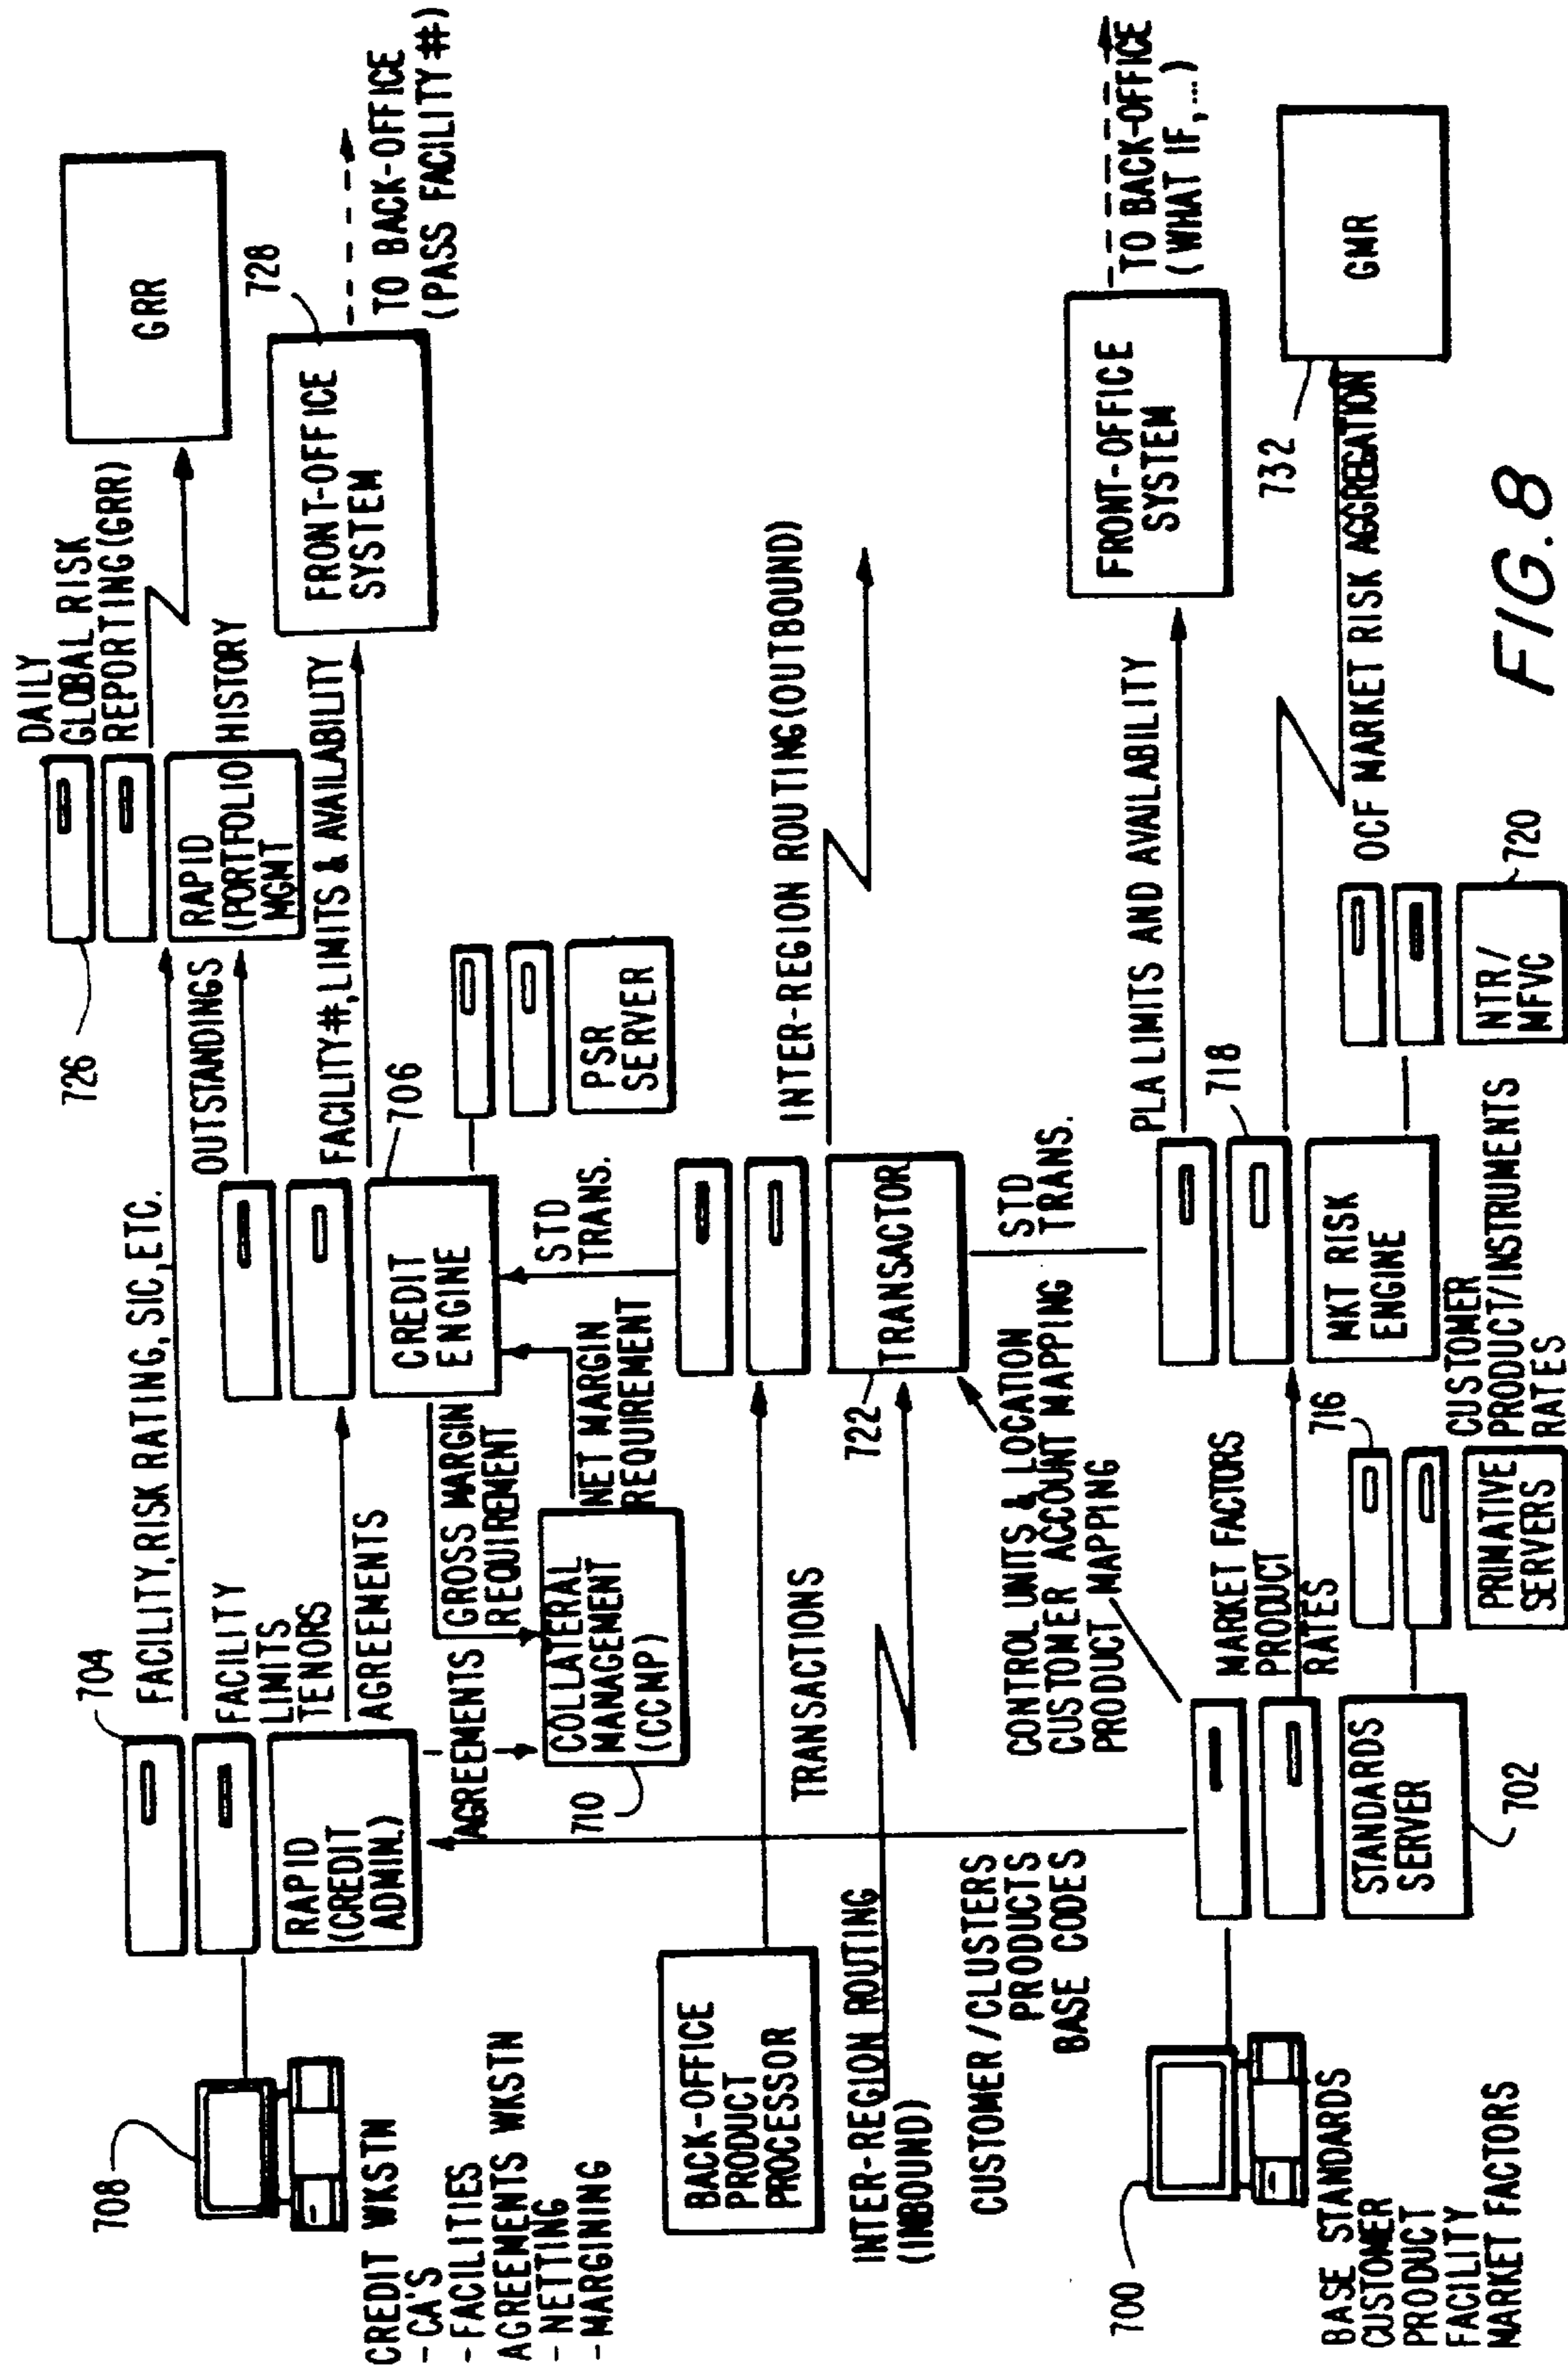 708
CREDIT WKSTN
- CA'S
- FACILITIES
AGREEMENTS WKSTN
- NETTING
- MARGINING
704
RAPID
(CREDIT
ADMIN.)
FACILITY, RISK RATING, SIC, ETC.
FACILITY
LIMITS
TENORS
AGREEMENTS
AGREEMENTS
GROSS MARGIN
REQUIREMENT
COLLATERAL
MANAGEMENT
(CCMP)
710
NET MARGIN
REQUIREMENT
CREDIT
ENGINE
706
OUTSTANDINGS
FACILITY#, LIMITS & AVAILABILITY
STD
TRANS.
PSR
SERVER
726
RAPID
(PORTFOLIO
MGMT
HISTORY
DAILY
GLOBAL RISK
REPORTING(GRR)
GRR
FRONT-OFFICE
SYSTEM
728
TO BACK-OFFICE
(PASS FACILITY#)
BACK-OFFICE
PRODUCT
PROCESSOR
TRANSACTIONS
INTER-REGION ROUTING
(INBOUND)
TRANSACTOR
722
INTER-REGION ROUTING(OUTBOUND)
CONTROL UNITS & LOCATION
CUSTOMER ACCOUNT MAPPING
PRODUCT MAPPING
STD
TRANS.
CUSTOMER/CLUSTERS
PRODUCTS
BASE CODES
700
BASE STANDARDS
CUSTOMER
PRODUCT
FACILITY
MARKET FACTORS
STANDARDS
SERVER
702
MARKET FACTORS
PRODUCT
RATES
716
PRIMATIVE
SERVERS
CUSTOMER
PRODUCT/INSTRUMENTS
RATES
MKT RISK
ENGINE
718
PLA LIMITS AND AVAILABILITY
NTR/
MFVC
720
OCF MARKET RISK AGGREGATION
FRONT-OFFICE
SYSTEM
TO BACK-OFFICE
(WHAT IF,...)
732
GMR
FIG. 8